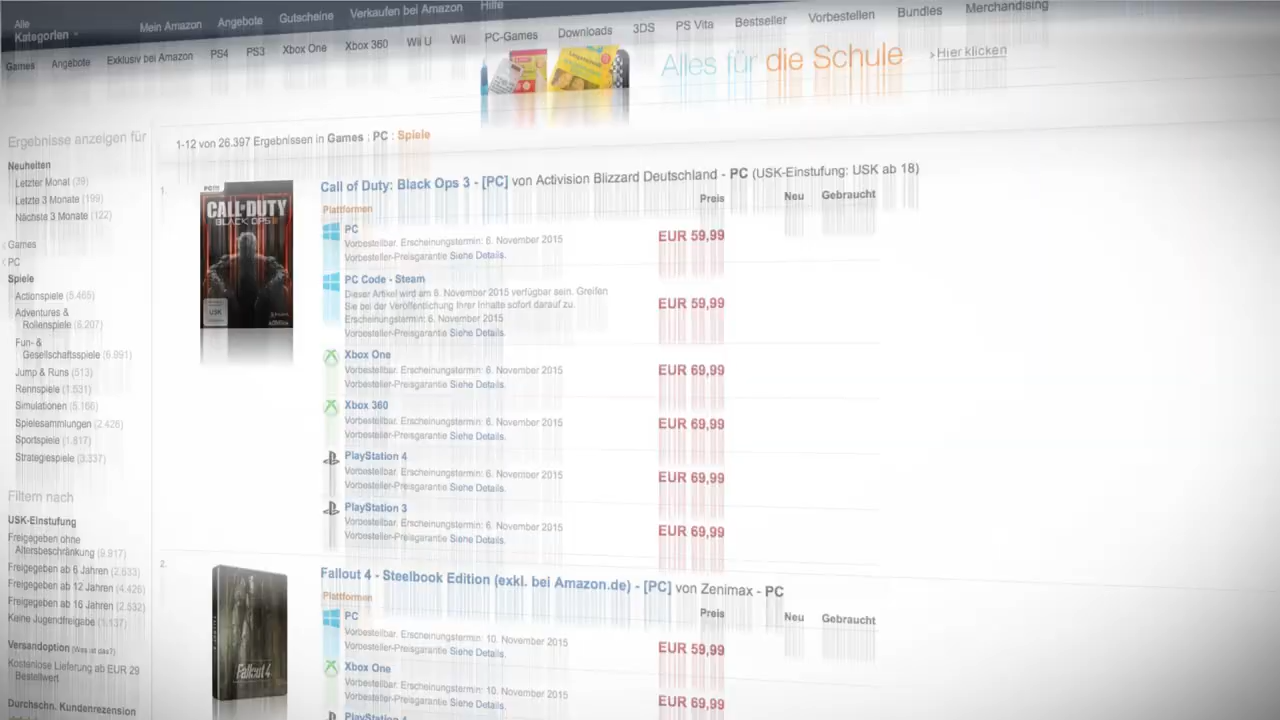 Alle
Kategorien
Mein Amazon Angebote Gutscheine Verkaufen bei Amazon Hilfe
Games Angebote Exklusiv bei Amazon PS4 PS3 Xbox One Xbox 360 Wii U Wii PC-Games Downloads 3DS PS Vita Bestseller Vorbestellen Bundles Merchandising
Alles für die Schule › Hier klicken
Ergebnisse anzeigen für
1-12 von 26.397 Ergebnissen in Games : PC : Spiele
Neuheiten
Letzter Monat (39)
Letzte 3 Monate (199)
Nächste 3 Monate (122)
‹ Games
‹ PC
Spiele
Actionspiele (5.465)
Adventures &
Rollenspiele (6.207)
Fun- &
Gesellschaftsspiele (6.991)
Jump & Runs (513)
Rennspiele (1.531)
Simulationen (5.166)
Spielesammlungen (2.426)
Sportspiele (1.817)
Strategiespiele (3.337)
Filtern nach
USK-Einstufung
Freigegeben ohne
Altersbeschränkung (9.917)
Freigegeben ab 6 Jahren (2.633)
Freigegeben ab 12 Jahren (4.426)
Freigegeben ab 16 Jahren (2.532)
Keine Jugendfreigabe (1.137)
Versandoption (Was ist das?)
Kostenlose Lieferung ab EUR 29
Bestellwert
Durchschn. Kundenrezension
1.
PC
CALL OF DUTY
BLACK OPS III
USK
Call of Duty: Black Ops 3 - [PC] von Activision Blizzard Deutschland - PC (USK-Einstufung: USK ab 18)
Plattformen Preis Neu Gebraucht
PC
Vorbestellbar. Erscheinungstermin: 6. November 2015
Vorbesteller-Preisgarantie Siehe Details.
EUR 59,99
PC Code - Steam
Dieser Artikel wird am 6. November 2015 verfügbar sein. Greifen
Sie bei der Veröffentlichung Ihrer Inhalte sofort darauf zu.
Erscheinungstermin: 6. November 2015
Vorbesteller-Preisgarantie Siehe Details.
EUR 59,99
Xbox One
Vorbestellbar. Erscheinungstermin: 6. November 2015
Vorbesteller-Preisgarantie Siehe Details.
EUR 69,99
Xbox 360
Vorbestellbar. Erscheinungstermin: 6. November 2015
Vorbesteller-Preisgarantie Siehe Details.
EUR 69,99
PlayStation 4
Vorbestellbar. Erscheinungstermin: 6. November 2015
Vorbesteller-Preisgarantie Siehe Details.
EUR 69,99
PlayStation 3
Vorbestellbar. Erscheinungstermin: 6. November 2015
Vorbesteller-Preisgarantie Siehe Details.
EUR 69,99
2.
Fallout 4
Fallout 4 - Steelbook Edition (exkl. bei Amazon.de) - [PC] von Zenimax - PC
Plattformen Preis Neu Gebraucht
PC
Vorbestellbar. Erscheinungstermin: 10. November 2015
Vorbesteller-Preisgarantie Siehe Details.
EUR 59,99
Xbox One
Vorbestellbar. Erscheinungstermin: 10. November 2015
Vorbesteller-Preisgarantie Siehe Details.
EUR 69,99
PlayStation 4